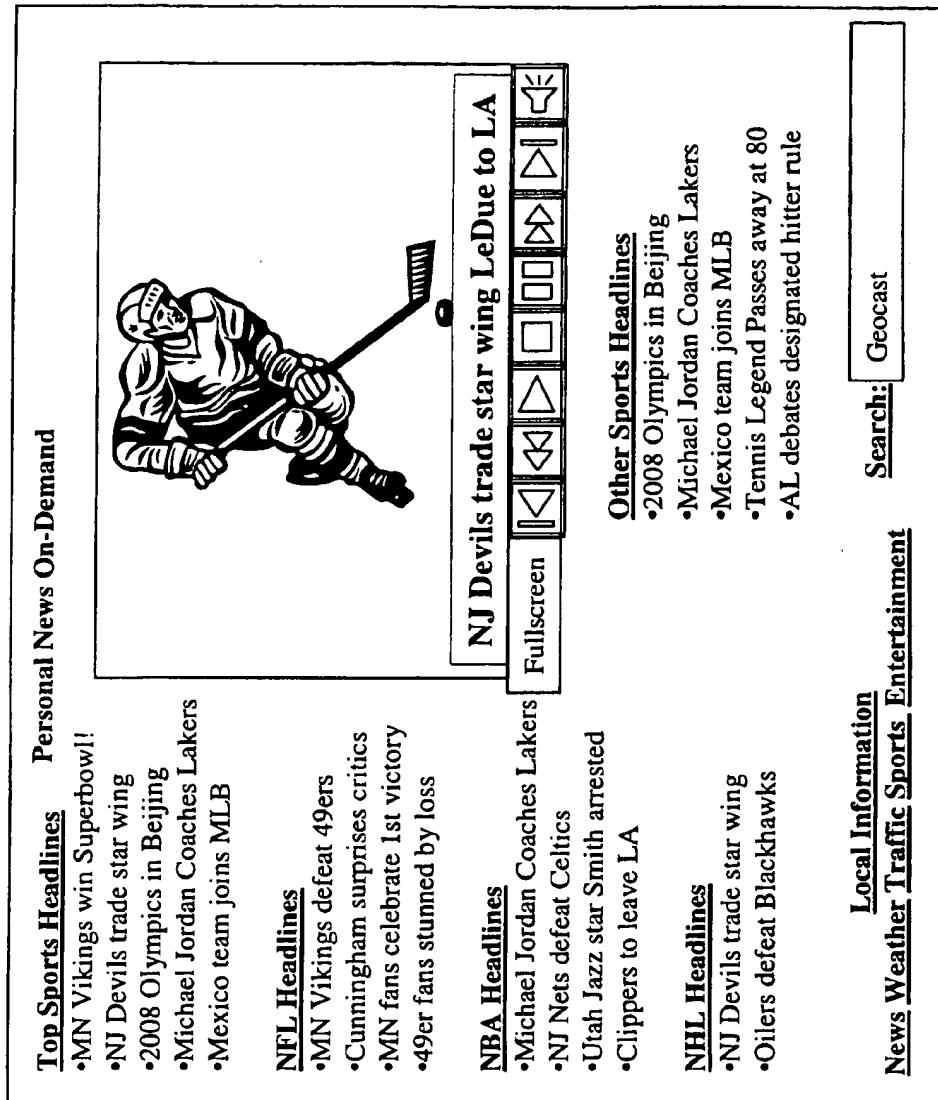 Personal News On-Demand
Top Sports Headlines
•MN Vikings win Superbowl!
•NJ Devils trade star wing
•2008 Olympics in Beijing
•Michael Jordan Coaches Lakers
•Mexico team joins MLB
NJ Devils trade star wing LeDue to LA
Fullscreen
NFL Headlines
•MN Vikings defeat 49ers
•Cunningham surprises critics
•MN fans celebrate 1st victory
•49er fans stunned by loss
NBA Headlines
•Michael Jordan Coaches Lakers
•NJ Nets defeat Celtics
•Utah Jazz star Smith arrested
•Clippers to leave LA
NHL Headlines
•NJ Devils trade star wing
•Oilers defeat Blackhawks
Other Sports Headlines
•2008 Olympics in Beijing
•Michael Jordan Coaches Lakers
•Mexico team joins MLB
•Tennis Legend Passes away at 80
•AL debates designated hitter rule
Local Information
News Weather Traffic Sports Entertainment
Search: Geocast